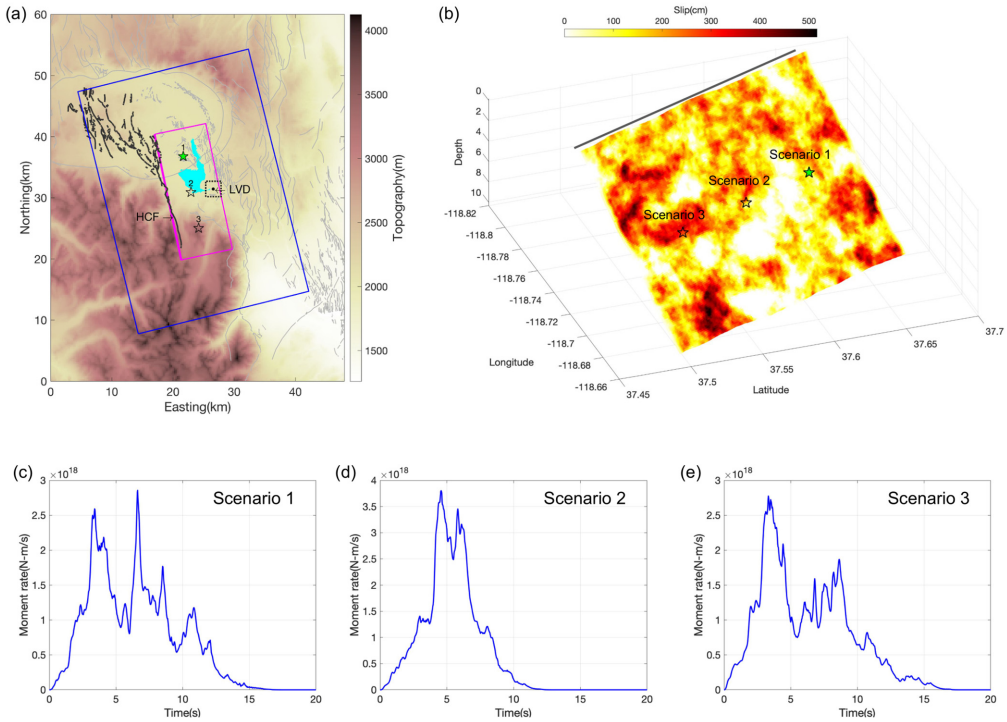 (a)
60
50
40
30
20
10
0
Northing(km)
0 10 20 30 40
Easting(km)
1
2
3
LVD
HCF
4000
3500
3000
2500
2000
1500
Topography(m)
(b)
Slip(cm)
0 100 200 300 400 500
0
2
4
6
8
10
Depth
-118.82
-118.8
-118.78
-118.76
-118.74
-118.72
-118.7
-118.68
-118.66
Longitude
37.45
37.5
37.55
37.6
37.65
37.7
Latitude
Scenario 1
Scenario 2
Scenario 3
(c)
×10¹⁸
Scenario 1
3
2.5
2
1.5
1
0.5
0
Moment rate(N-m/s)
0 5 10 15 20
Time(s)
(d)
×10¹⁸
Scenario 2
4
3.5
3
2.5
2
1.5
1
0.5
0
Moment rate(N-m/s)
0 5 10 15 20
Time(s)
(e)
×10¹⁸
Scenario 3
3
2.5
2
1.5
1
0.5
0
Moment rate(N-m/s)
0 5 10 15 20
Time(s)